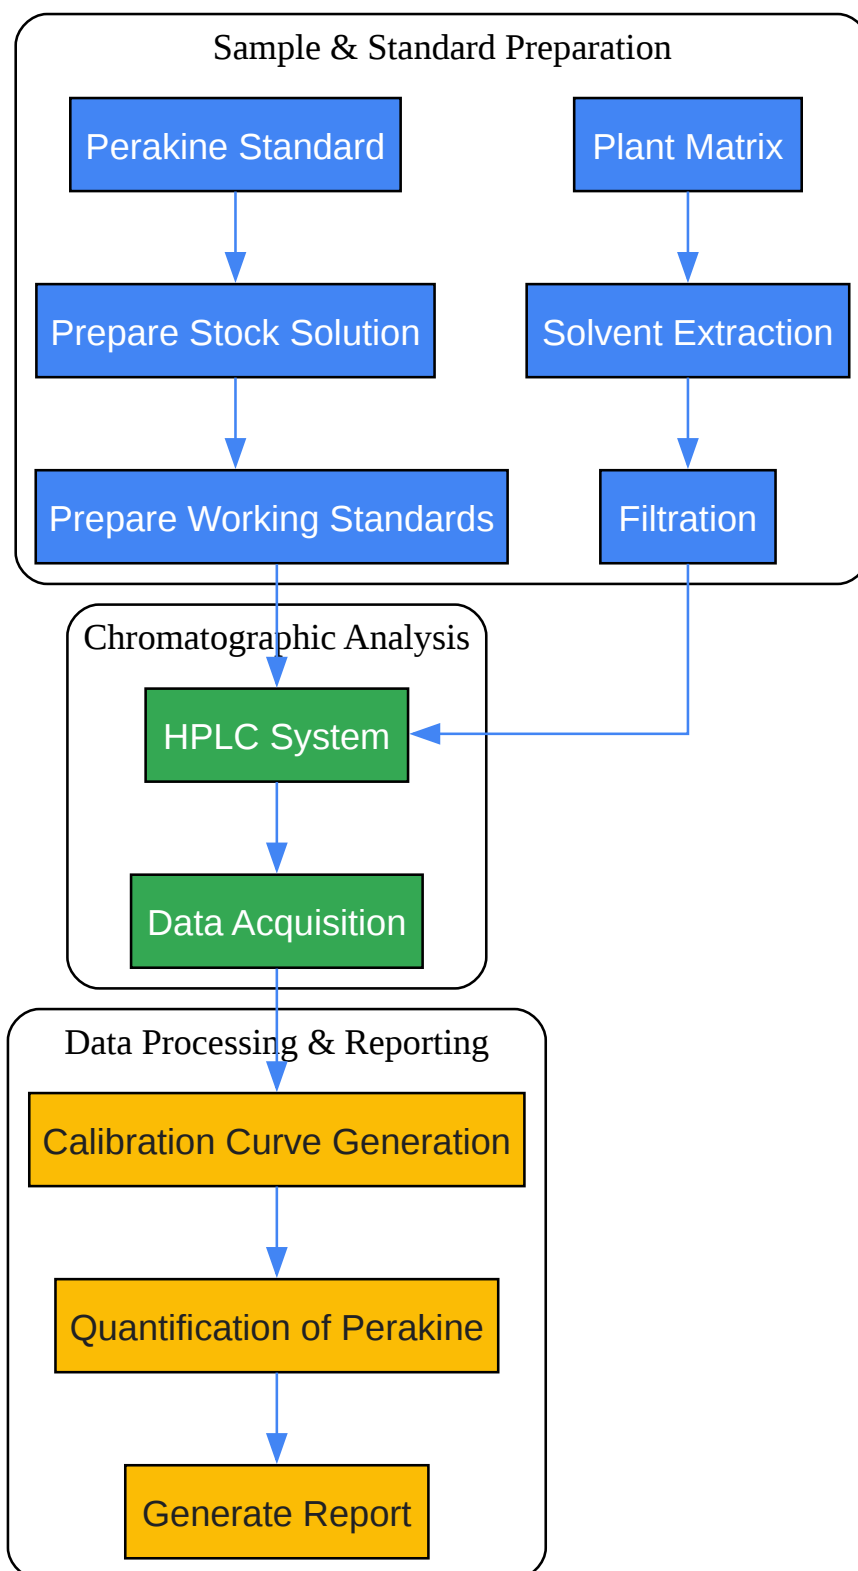 Sample & Standard Preparation
Perakine Standard
Plant Matrix
Prepare Stock Solution
Solvent Extraction
Prepare Working Standards
Filtration
Chromatographic Analysis
HPLC System
Data Acquisition
Data Processing & Reporting
Calibration Curve Generation
Quantification of Perakine
Generate Report